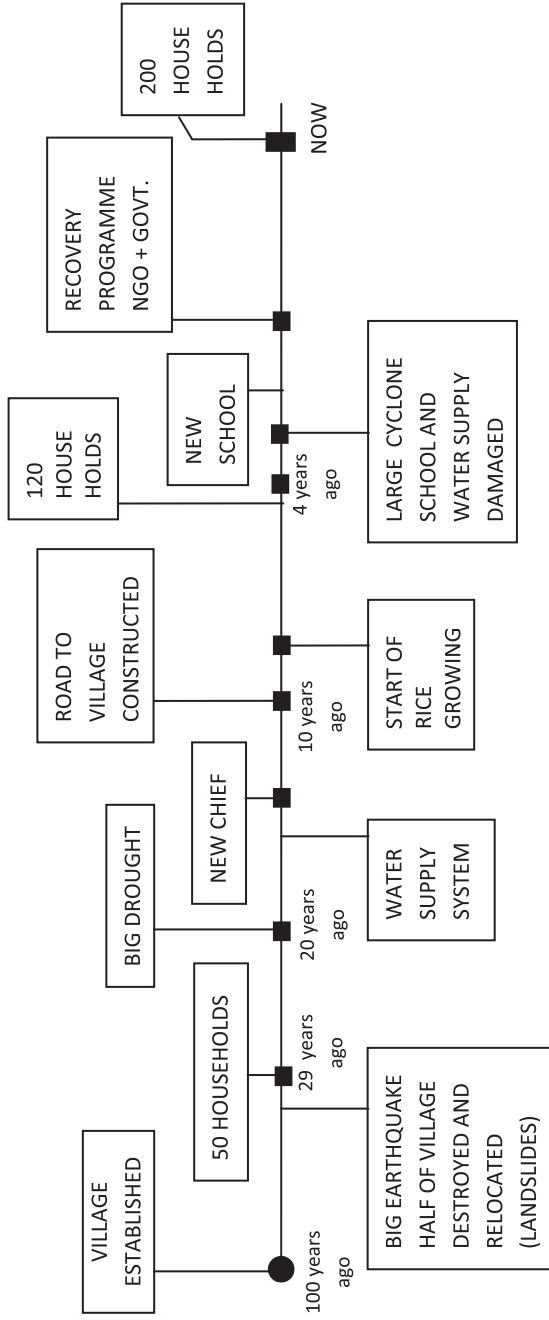 VILLAGE
ESTABLISHED
50 HOUSEHOLDS
BIG DROUGHT
NEW CHIEF
ROAD TO
VILLAGE
CONSTRUCTED
120
HOUSE
HOLDS
NEW
SCHOOL
RECOVERY
PROGRAMME
NGO + GOVT.
200
HOUSE
HOLDS
100 years
ago
29 years
ago
20 years
ago
10 years
ago
4 years
ago
NOW
BIG EARTHQUAKE
HALF OF VILLAGE
DESTROYED AND
RELOCATED
(LANDSLIDES)
WATER
SUPPLY
SYSTEM
START OF
RICE
GROWING
LARGE CYCLONE
SCHOOL AND
WATER SUPPLY
DAMAGED